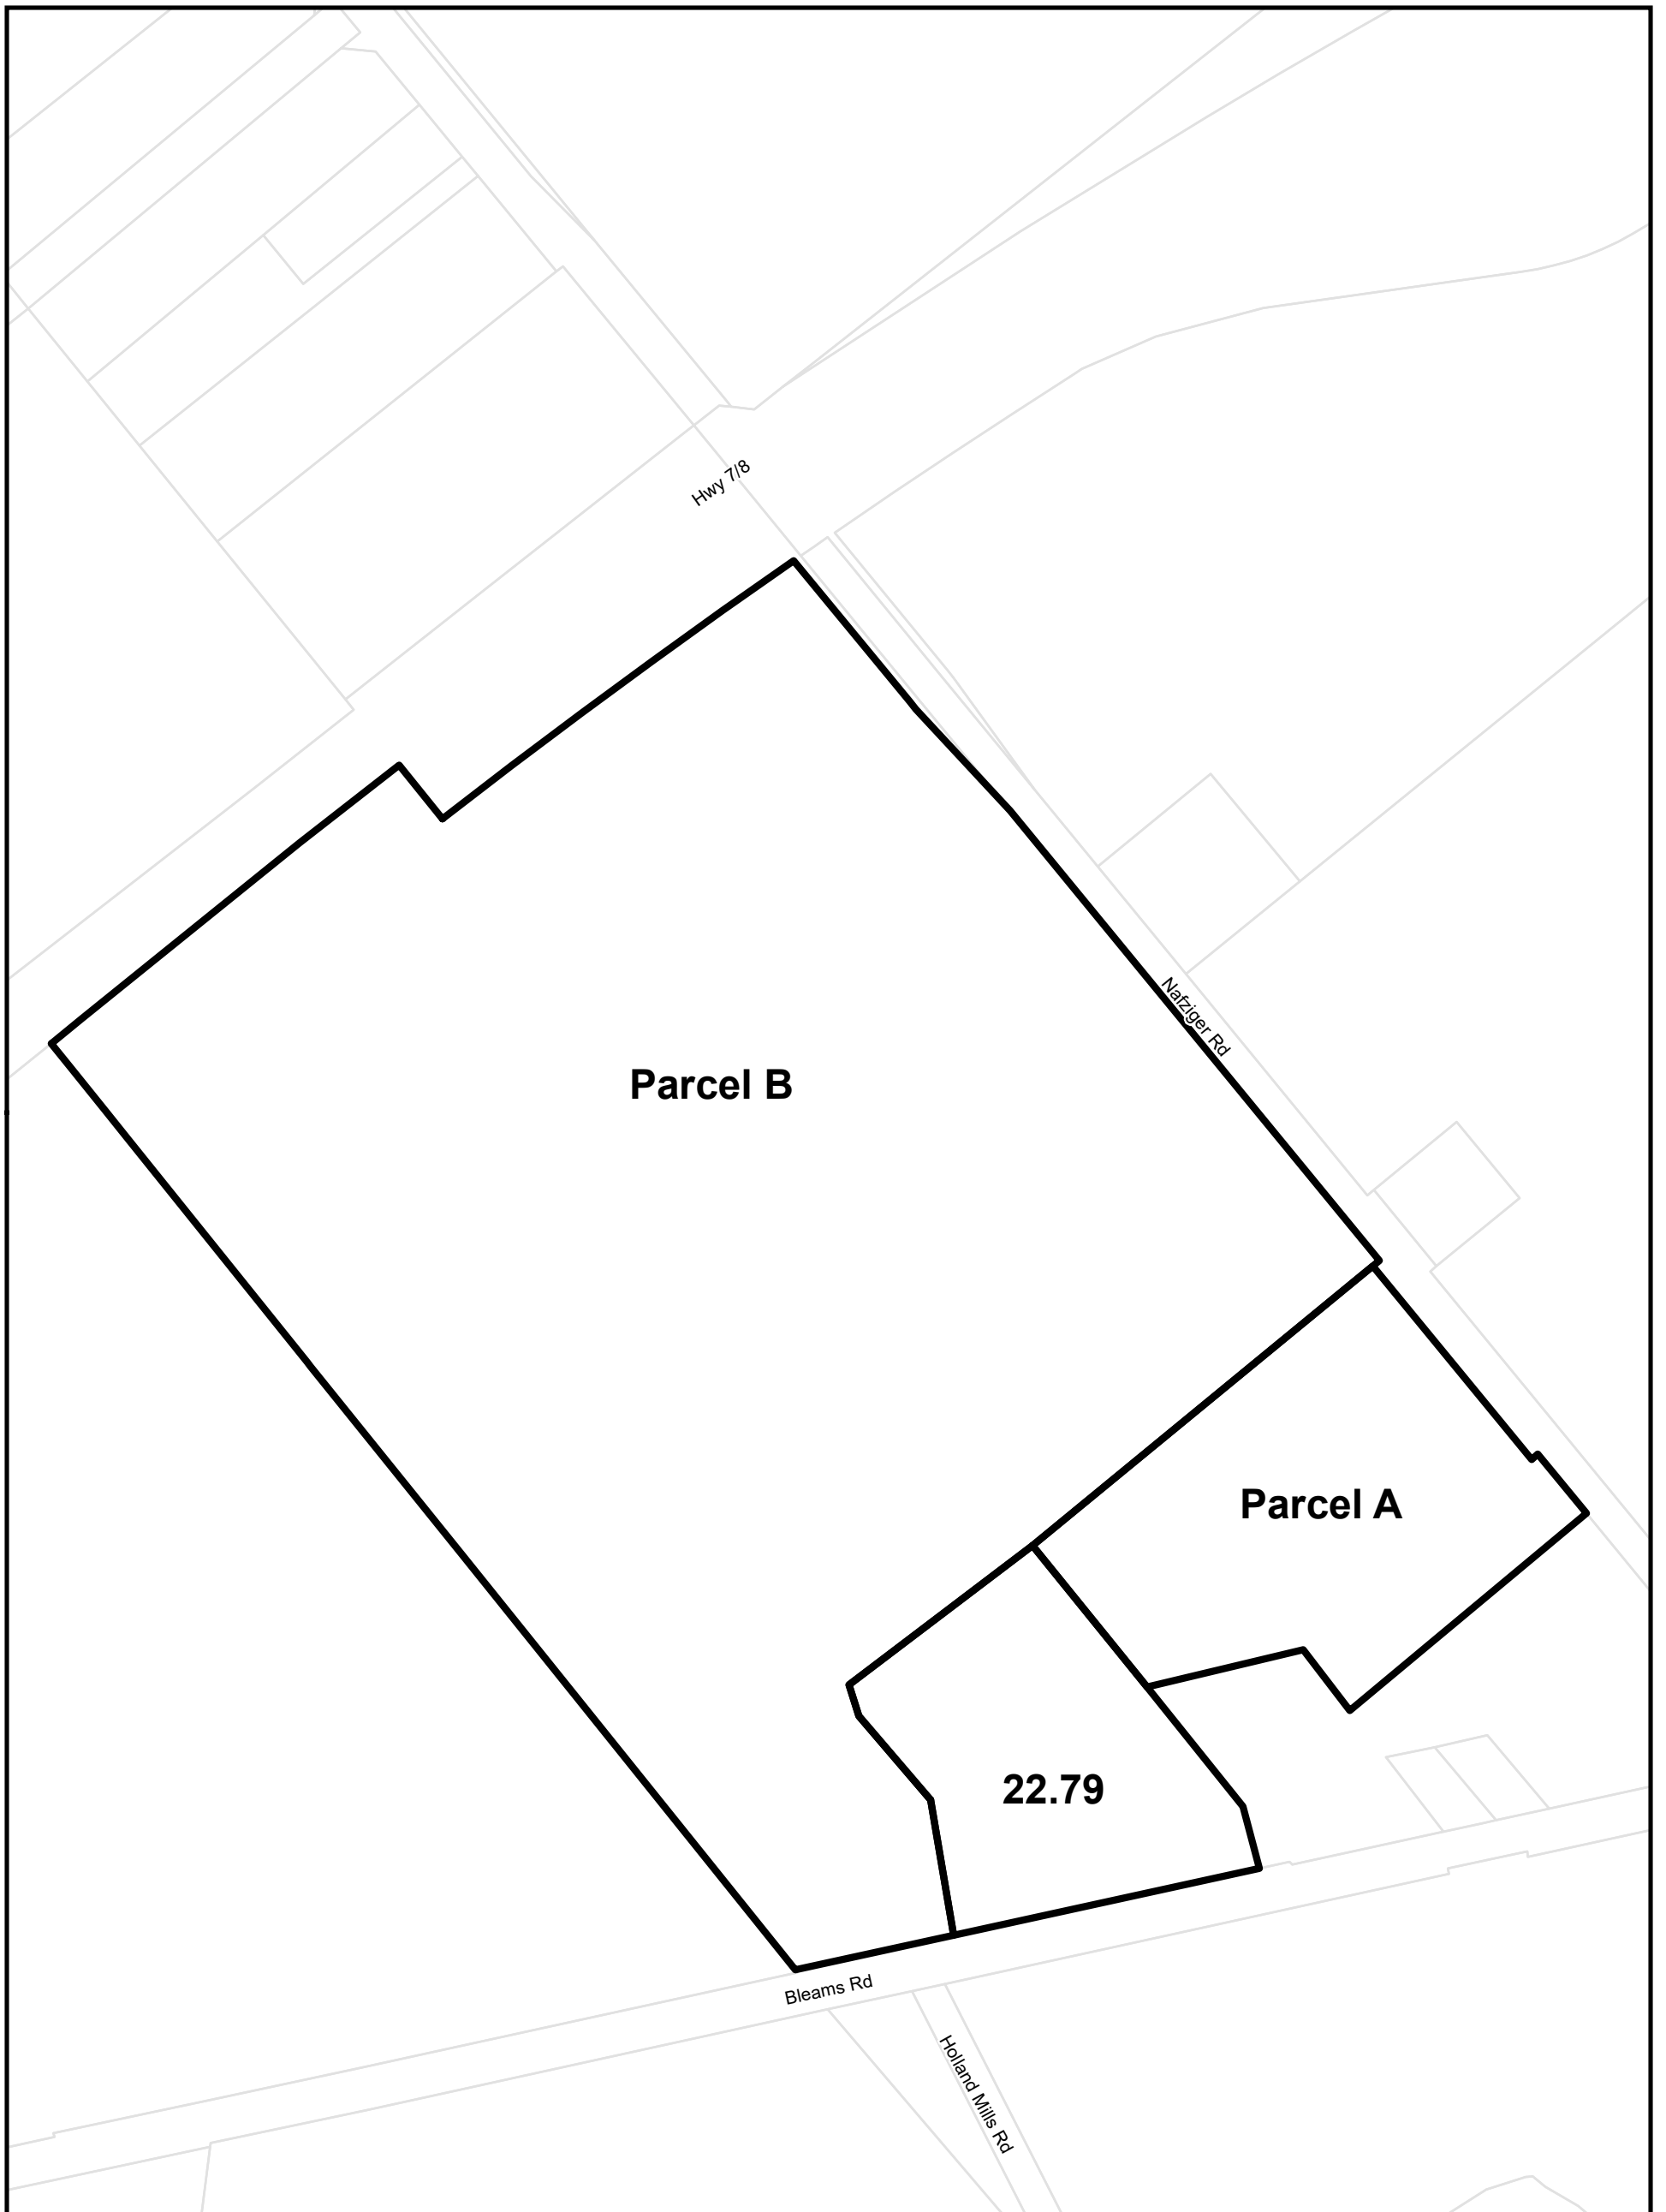 Hwy 7/8
Nafziger Rd
Parcel B
Parcel A
22.79
Bleams Rd
Holland Mills Rd